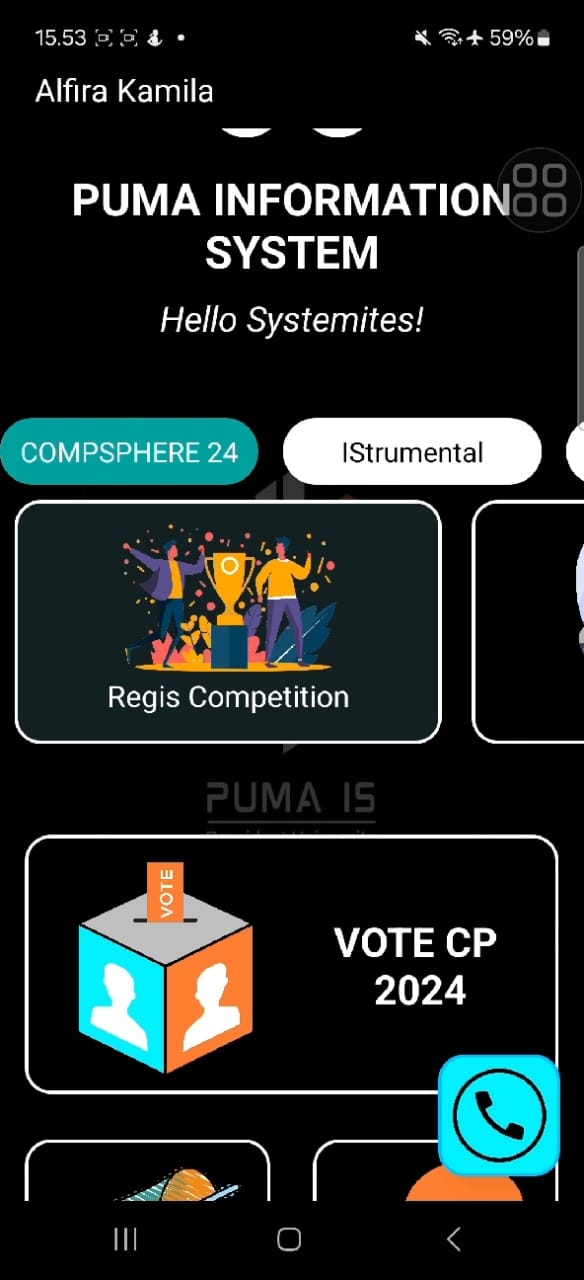 15.53
59%
Alfira Kamila
PUMA INFORMATION
SYSTEM
Hello Systemites!
COMPSPHERE 24
IStrumental
Regis Competition
PUMA IS
VOTE
VOTE CP
2024